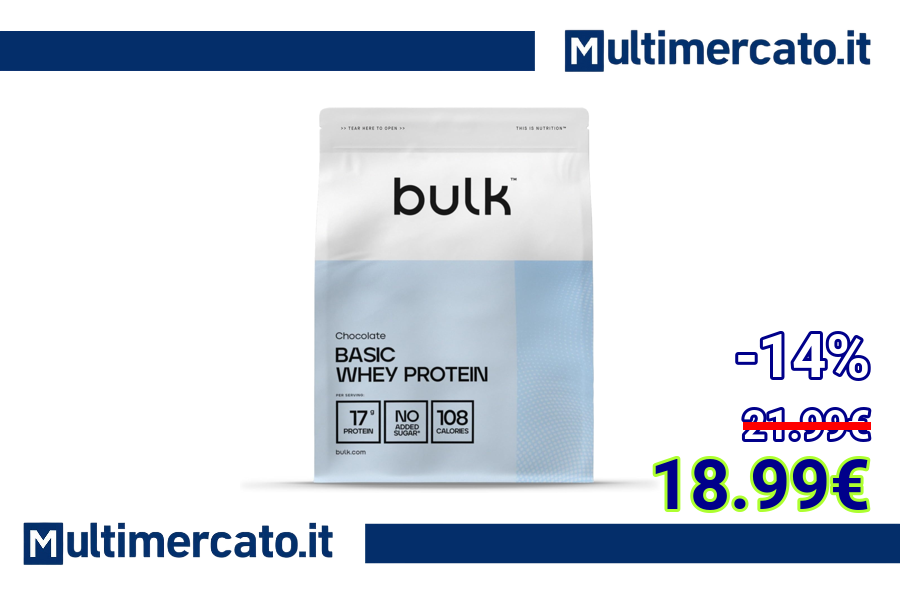 Multimercato.it
>> TEAR HERE TO OPEN >>
THIS IS NUTRITION™
bulk™
Chocolate
BASIC
WHEY PROTEIN
PER SERVING
17g
PROTEIN
NO
ADDED
SUGAR*
108
CALORIES
bulk.com
-14%
21.99€
18.99€
Multimercato.it